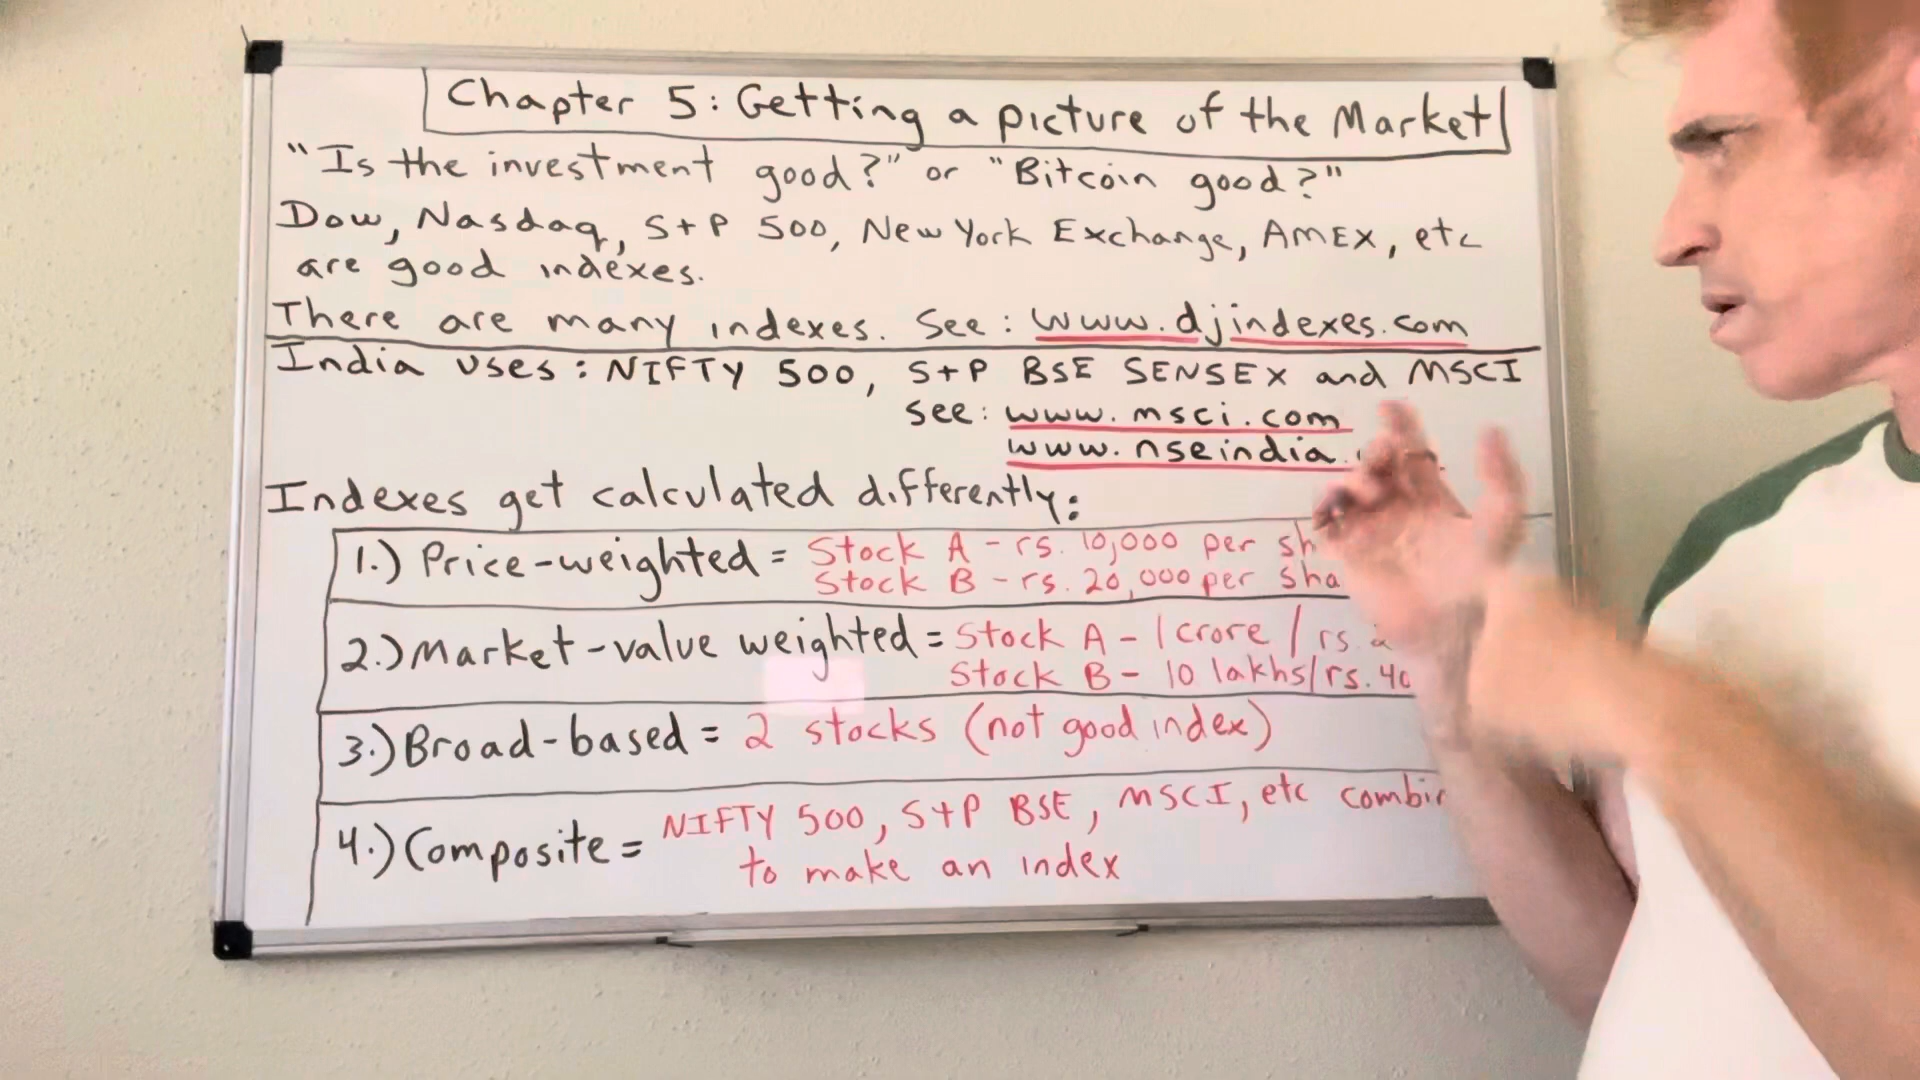 Chapter 5: Getting a picture of the Market
"Is the investment good?" or "Bitcoin good?"
Dow, Nasdaq, S+P 500, New York Exchange, AMEX, etc
are good indexes.
There are many indexes. See: www.djindexes.com
India uses: NIFTY 500, S+P BSE SENSEX and MSCI
see: www.msci.com
www.nseindia.
Indexes get calculated differently:
1.) Price-weighted = Stock A - rs. 10,000 per sh
Stock B - rs. 20,000 per sha
2.) Market-value weighted = Stock A - 1 crore / rs.
Stock B - 10 lakhs/rs. 40
3.) Broad-based = 2 stocks (not good index)
4.) Composite = NIFTY 500, S+P BSE, MSCI, etc combin
to make an index